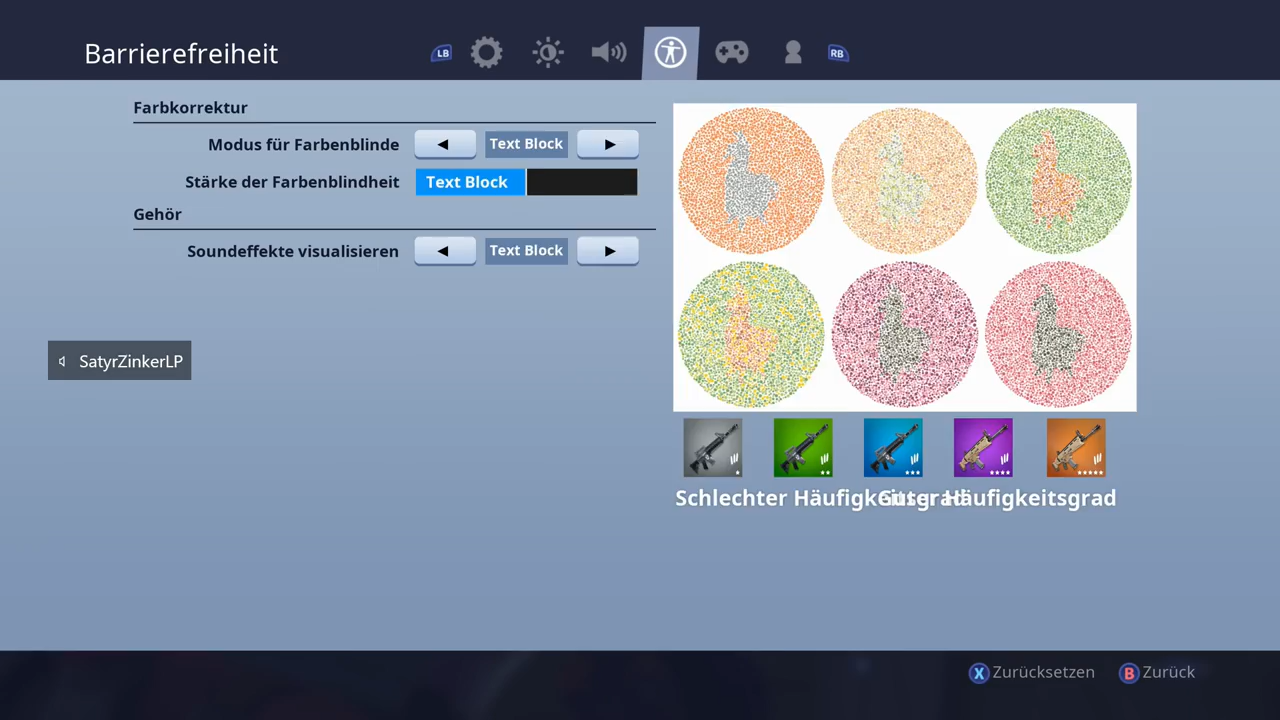 Barrierefreiheit
LB
RB
Farbkorrektur
Modus für Farbenblinde
Text Block
Stärke der Farbenblindheit
Text Block
Gehör
Soundeffekte visualisieren
Text Block
SatyrZinkerLP
Schlechter Häufigkeitsgrad
Guter Häufigkeitsgrad
X Zurücksetzen
B Zurück